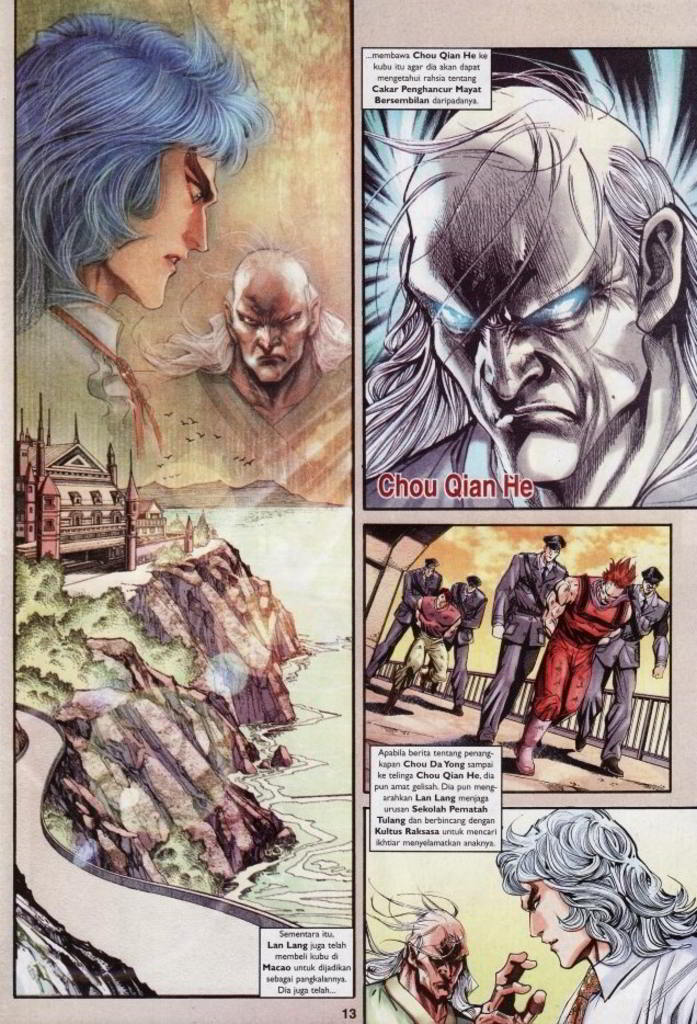 Sementara itu,
Lan Lang juga telah
membeli kubu di
Macao untuk dijadikan
sebagai pangkalannya.
Dia juga telah...
13
...membawa Chou Qian He ke
kubu itu agar dia akan dapat
mengetahui rahsia tentang
Cakar Penghancur Mayat
Bersembilan daripadanya.
Chou Qian He
Apabila berita tentang penang-
kapan Chou Da Yong sampai
ke telinga Chou Qian He, dia
pun amat gelisah. Dia pun meng-
arahkan Lan Lang menjaga
urusan Sekolah Pematah
Tulang dan berbincang dengan
Kultus Raksasa untuk mencari
ikhtiar menyelamatkan anaknya.